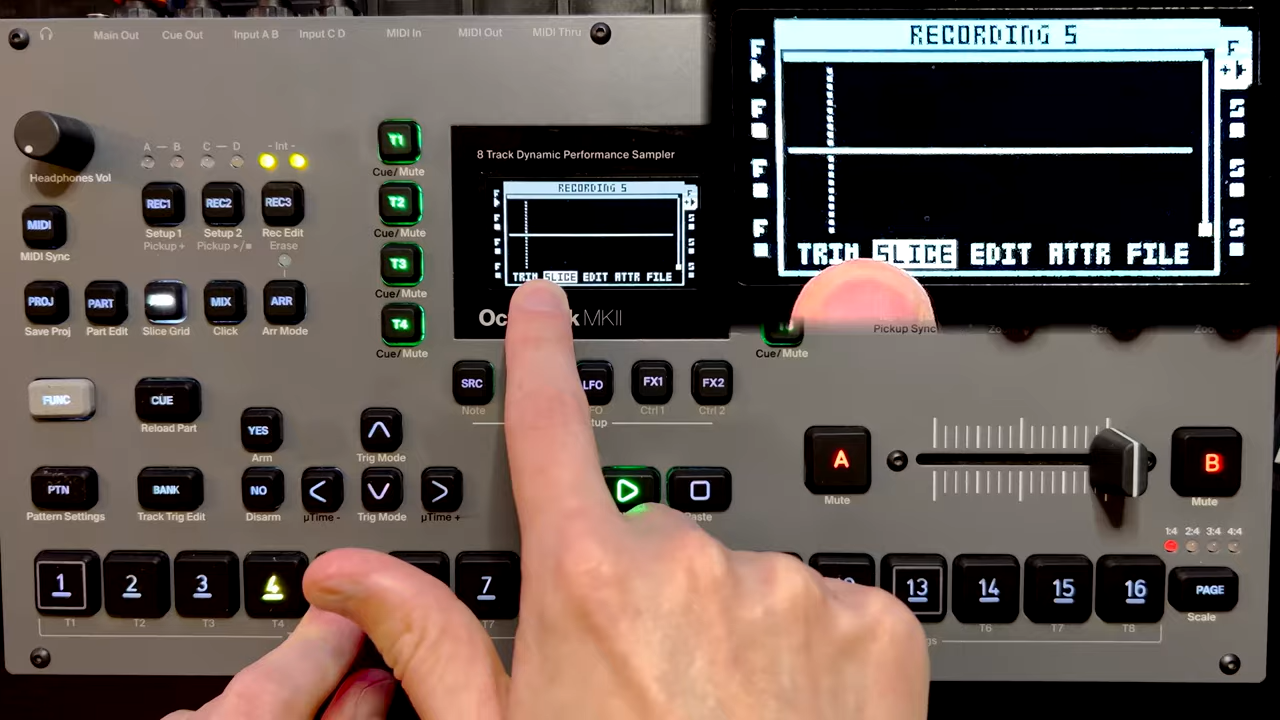 Main Out
Cue Out
Input A B
Input C D
MIDI In
MIDI Out
MIDI Thru
RECORDING 5
TRIM SLICE EDIT ATTR FILE
Headphones Vol
A
B
C
D
- Int -
T1
Cue/Mute
T2
Cue/Mute
T3
Cue/Mute
T4
Cue/Mute
8 Track Dynamic Performance Sampler
RECORDING 5
TRIM SLICE EDIT ATTR FILE
MKII
MIDI
MIDI Sync
REC1
Setup 1
Pickup +
REC2
Setup 2
REC3
Rec Edit
Erase
PROJ
Save Proj
PART
Part Edit
Slice Grid
MIX
Click
ARR
Arr Mode
Cue/Mute
Pickup Sync
SRC
Note
LFO
FX1
Ctrl 1
FX2
Ctrl 2
FUNC
CUE
Reload Part
YES
Arm
Trig Mode
PTN
Pattern Settings
BANK
Track Trig Edit
NO
Disarm
µTime -
Trig Mode
µTime +
A
Mute
B
Mute
1:4 2:4 3:4 4:4
1
T1
2
T2
3
T3
4
T4
7
T7
13
14
T6
15
T7
16
T8
PAGE
Scale